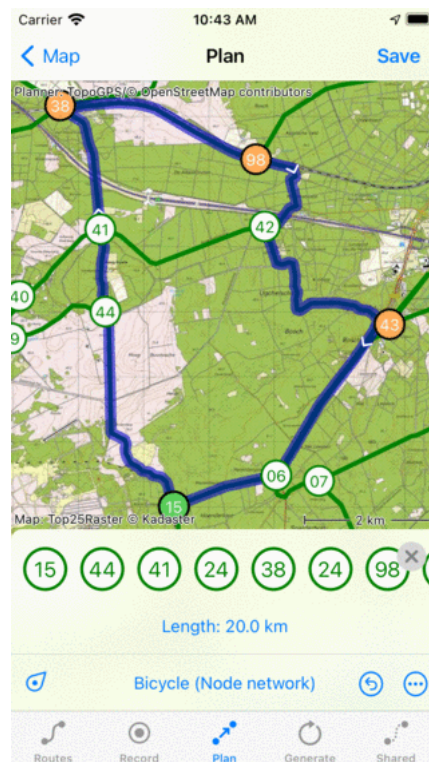 Carrier 10:43 AM
Map Plan Save
Planner: TopoGPS/© OpenStreetMap contributors
38
98
41
42
40
44
43
9
06
07
15
Map: Top25Raster © Kadaster
2 km
15 44 41 24 38 24 98
Length: 20.0 km
Bicycle (Node network)
Routes Record Plan Generate Shared